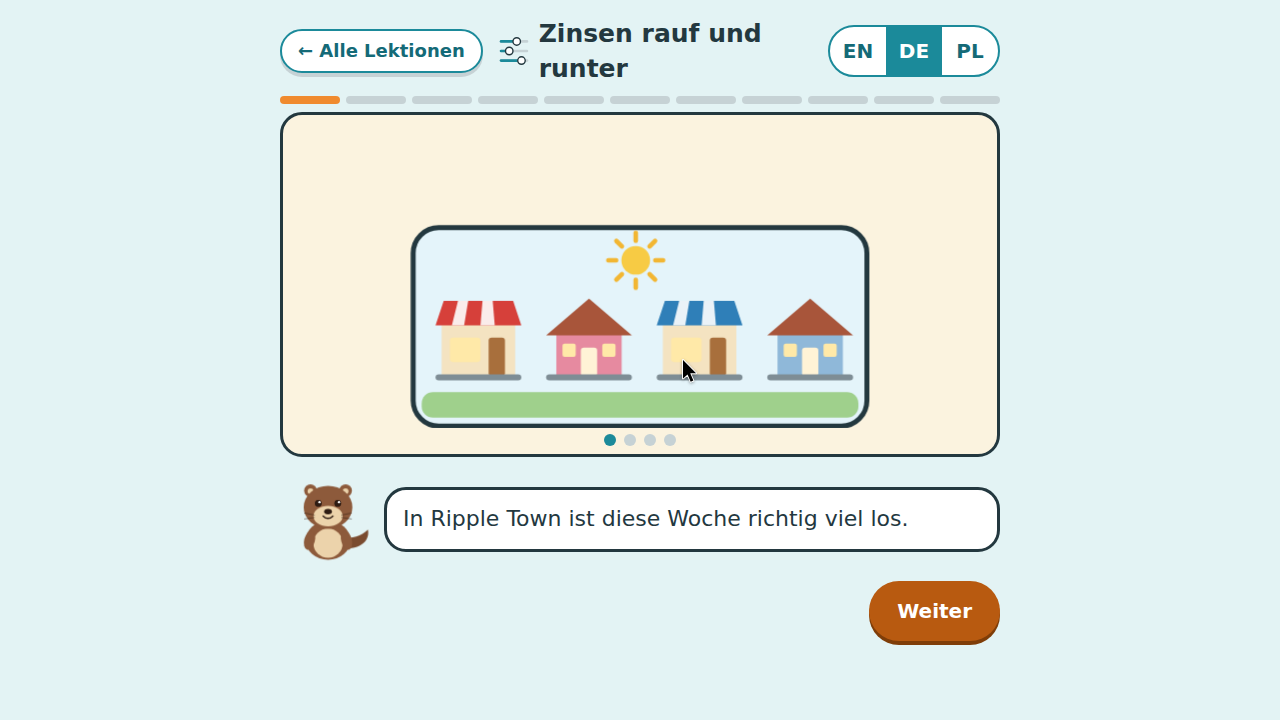 ← Alle Lektionen
Zinsen rauf und
runter
EN DE PL
In Ripple Town ist diese Woche richtig viel los.
Weiter